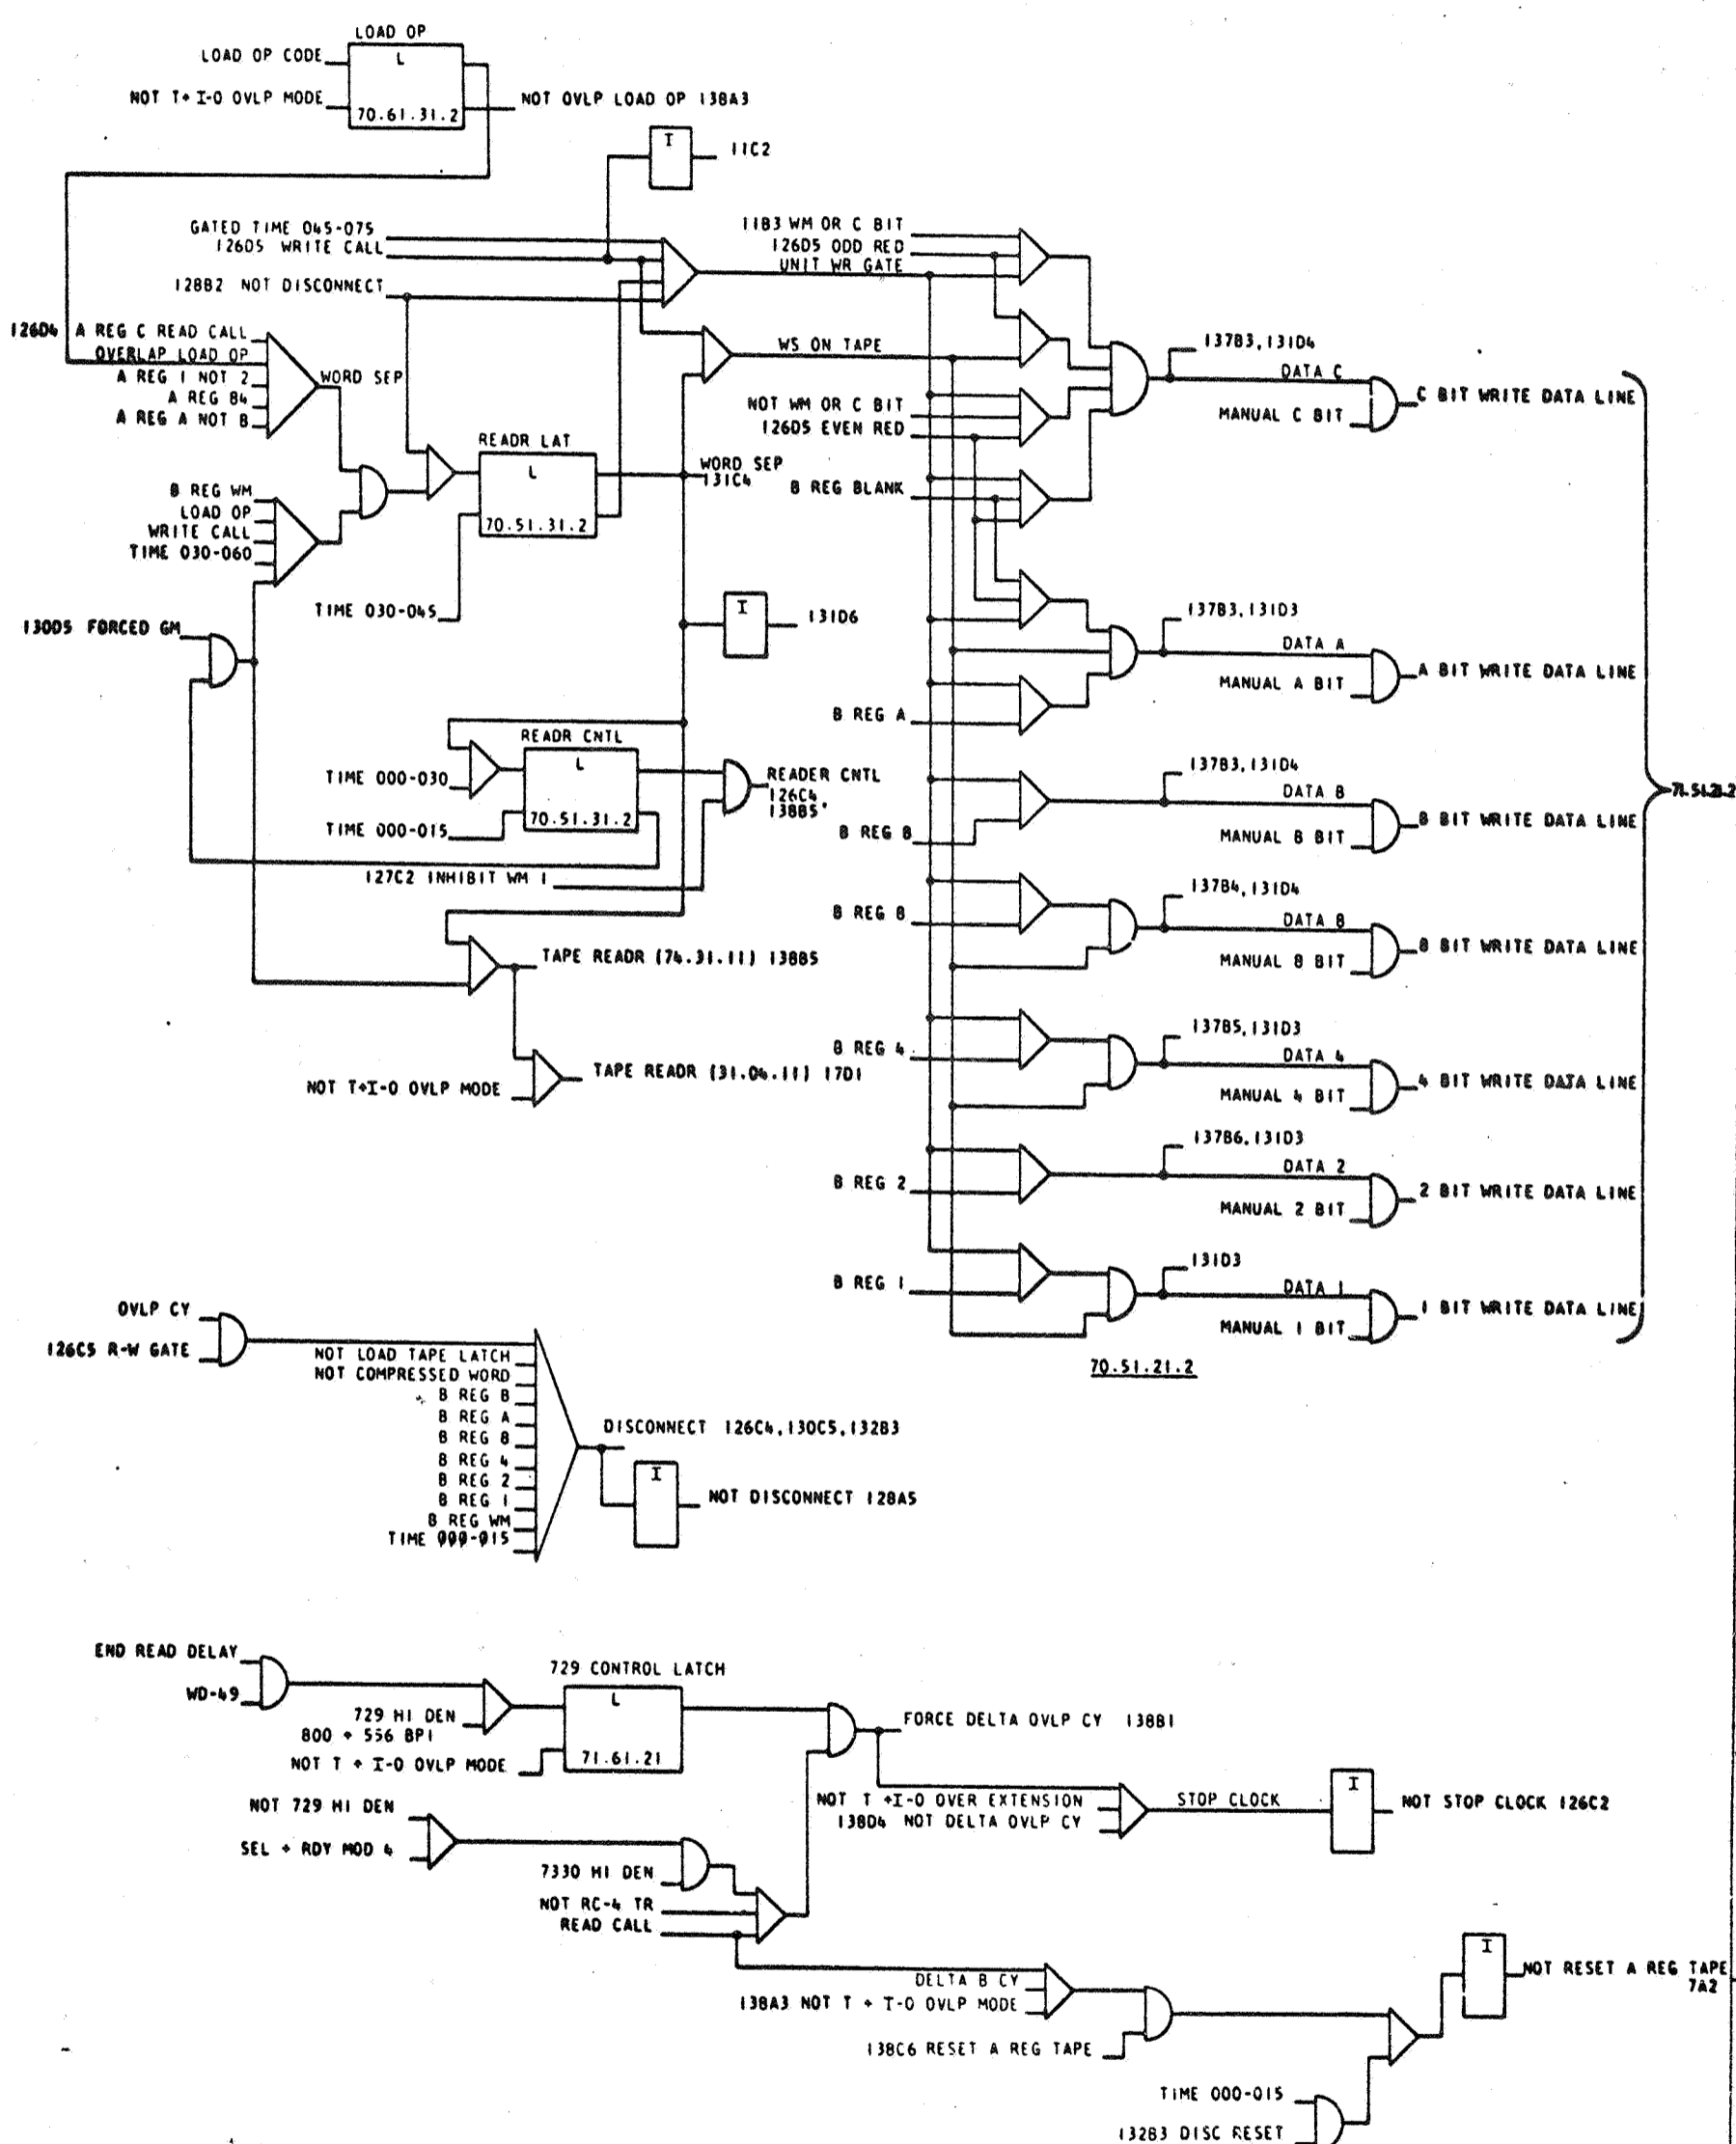 LOAD OP
LOAD OP CODE
L
NOT T+ I-O OVLP MODE
70.61.31.2
NOT OVLP LOAD OP 138A3
I
11C2
GATED TIME 045-075
126D5 WRITE CALL
128B2 NOT DISCONNECT
11B3 WM OR C BIT
126D5 ODD RED
UNIT WR GATE
126D4 A REG C READ CALL
OVERLAP LOAD OP
A REG 1 NOT 2
A REG 84
A REG A NOT B
WORD SEP
WS ON TAPE
137B3, 131D4
DATA C
MANUAL C BIT
C BIT WRITE DATA LINE
NOT WM OR C BIT
126D5 EVEN RED
READR LAT
L
70.51.31.2
WORD SEP
131C4
B REG BLANK
B REG WM
LOAD OP
WRITE CALL
TIME 030-060
TIME 030-045
130D5 FORCED GM
I
131D6
137B3, 131D3
DATA A
MANUAL A BIT
A BIT WRITE DATA LINE
B REG A
READR CNTL
L
TIME 000-030
70.51.31.2
TIME 000-015
READER CNTL
126C4
138B5
127C2 INHIBIT WM 1
137B3, 131D4
DATA B
B REG B
MANUAL B BIT
B BIT WRITE DATA LINE
71.51.21.2
137B4, 131D4
B REG 8
DATA 8
MANUAL 8 BIT
8 BIT WRITE DATA LINE
TAPE READR (74.31.11) 138B5
137B5, 131D3
B REG 4
DATA 4
MANUAL 4 BIT
4 BIT WRITE DATA LINE
NOT T+I-O OVLP MODE
TAPE READR (31.04.11) 17D1
137B6, 131D3
DATA 2
B REG 2
MANUAL 2 BIT
2 BIT WRITE DATA LINE
131D3
B REG 1
DATA 1
MANUAL 1 BIT
1 BIT WRITE DATA LINE
70.51.21.2
OVLP CY
126C5 R-W GATE
NOT LOAD TAPE LATCH
NOT COMPRESSED WORD
B REG B
B REG A
B REG 8
B REG 4
B REG 2
B REG 1
B REG WM
TIME 000-015
DISCONNECT 126C4, 130C5, 132B3
I
NOT DISCONNECT 128A5
END READ DELAY
WD-49
729 CONTROL LATCH
L
729 HI DEN
800 + 556 BPI
NOT T + I-O OVLP MODE
71.61.21
FORCE DELTA OVLP CY 138B1
NOT T +I-O OVER EXTENSION
138D4 NOT DELTA OVLP CY
STOP CLOCK
I
NOT STOP CLOCK 126C2
NOT 729 HI DEN
SEL + RDY MOD 4
7330 HI DEN
NOT RC-4 TR
READ CALL
DELTA B CY
138A3 NOT T + I-O OVLP MODE
138C6 RESET A REG TAPE
I
NOT RESET A REG TAPE
7A2
TIME 000-015
132B3 DISC RESET